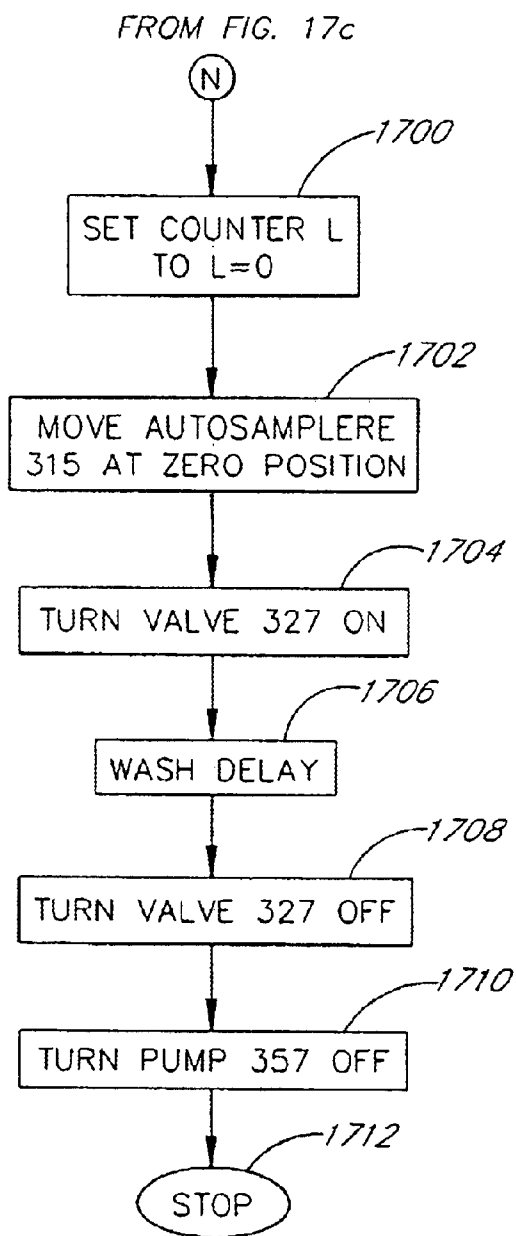 FROM FIG. 17c
N
1700
SET COUNTER L
TO L=0
1702
MOVE AUTOSAMPLERE
315 AT ZERO POSITION
1704
TURN VALVE 327 ON
1706
WASH DELAY
1708
TURN VALVE 327 OFF
1710
TURN PUMP 357 OFF
1712
STOP